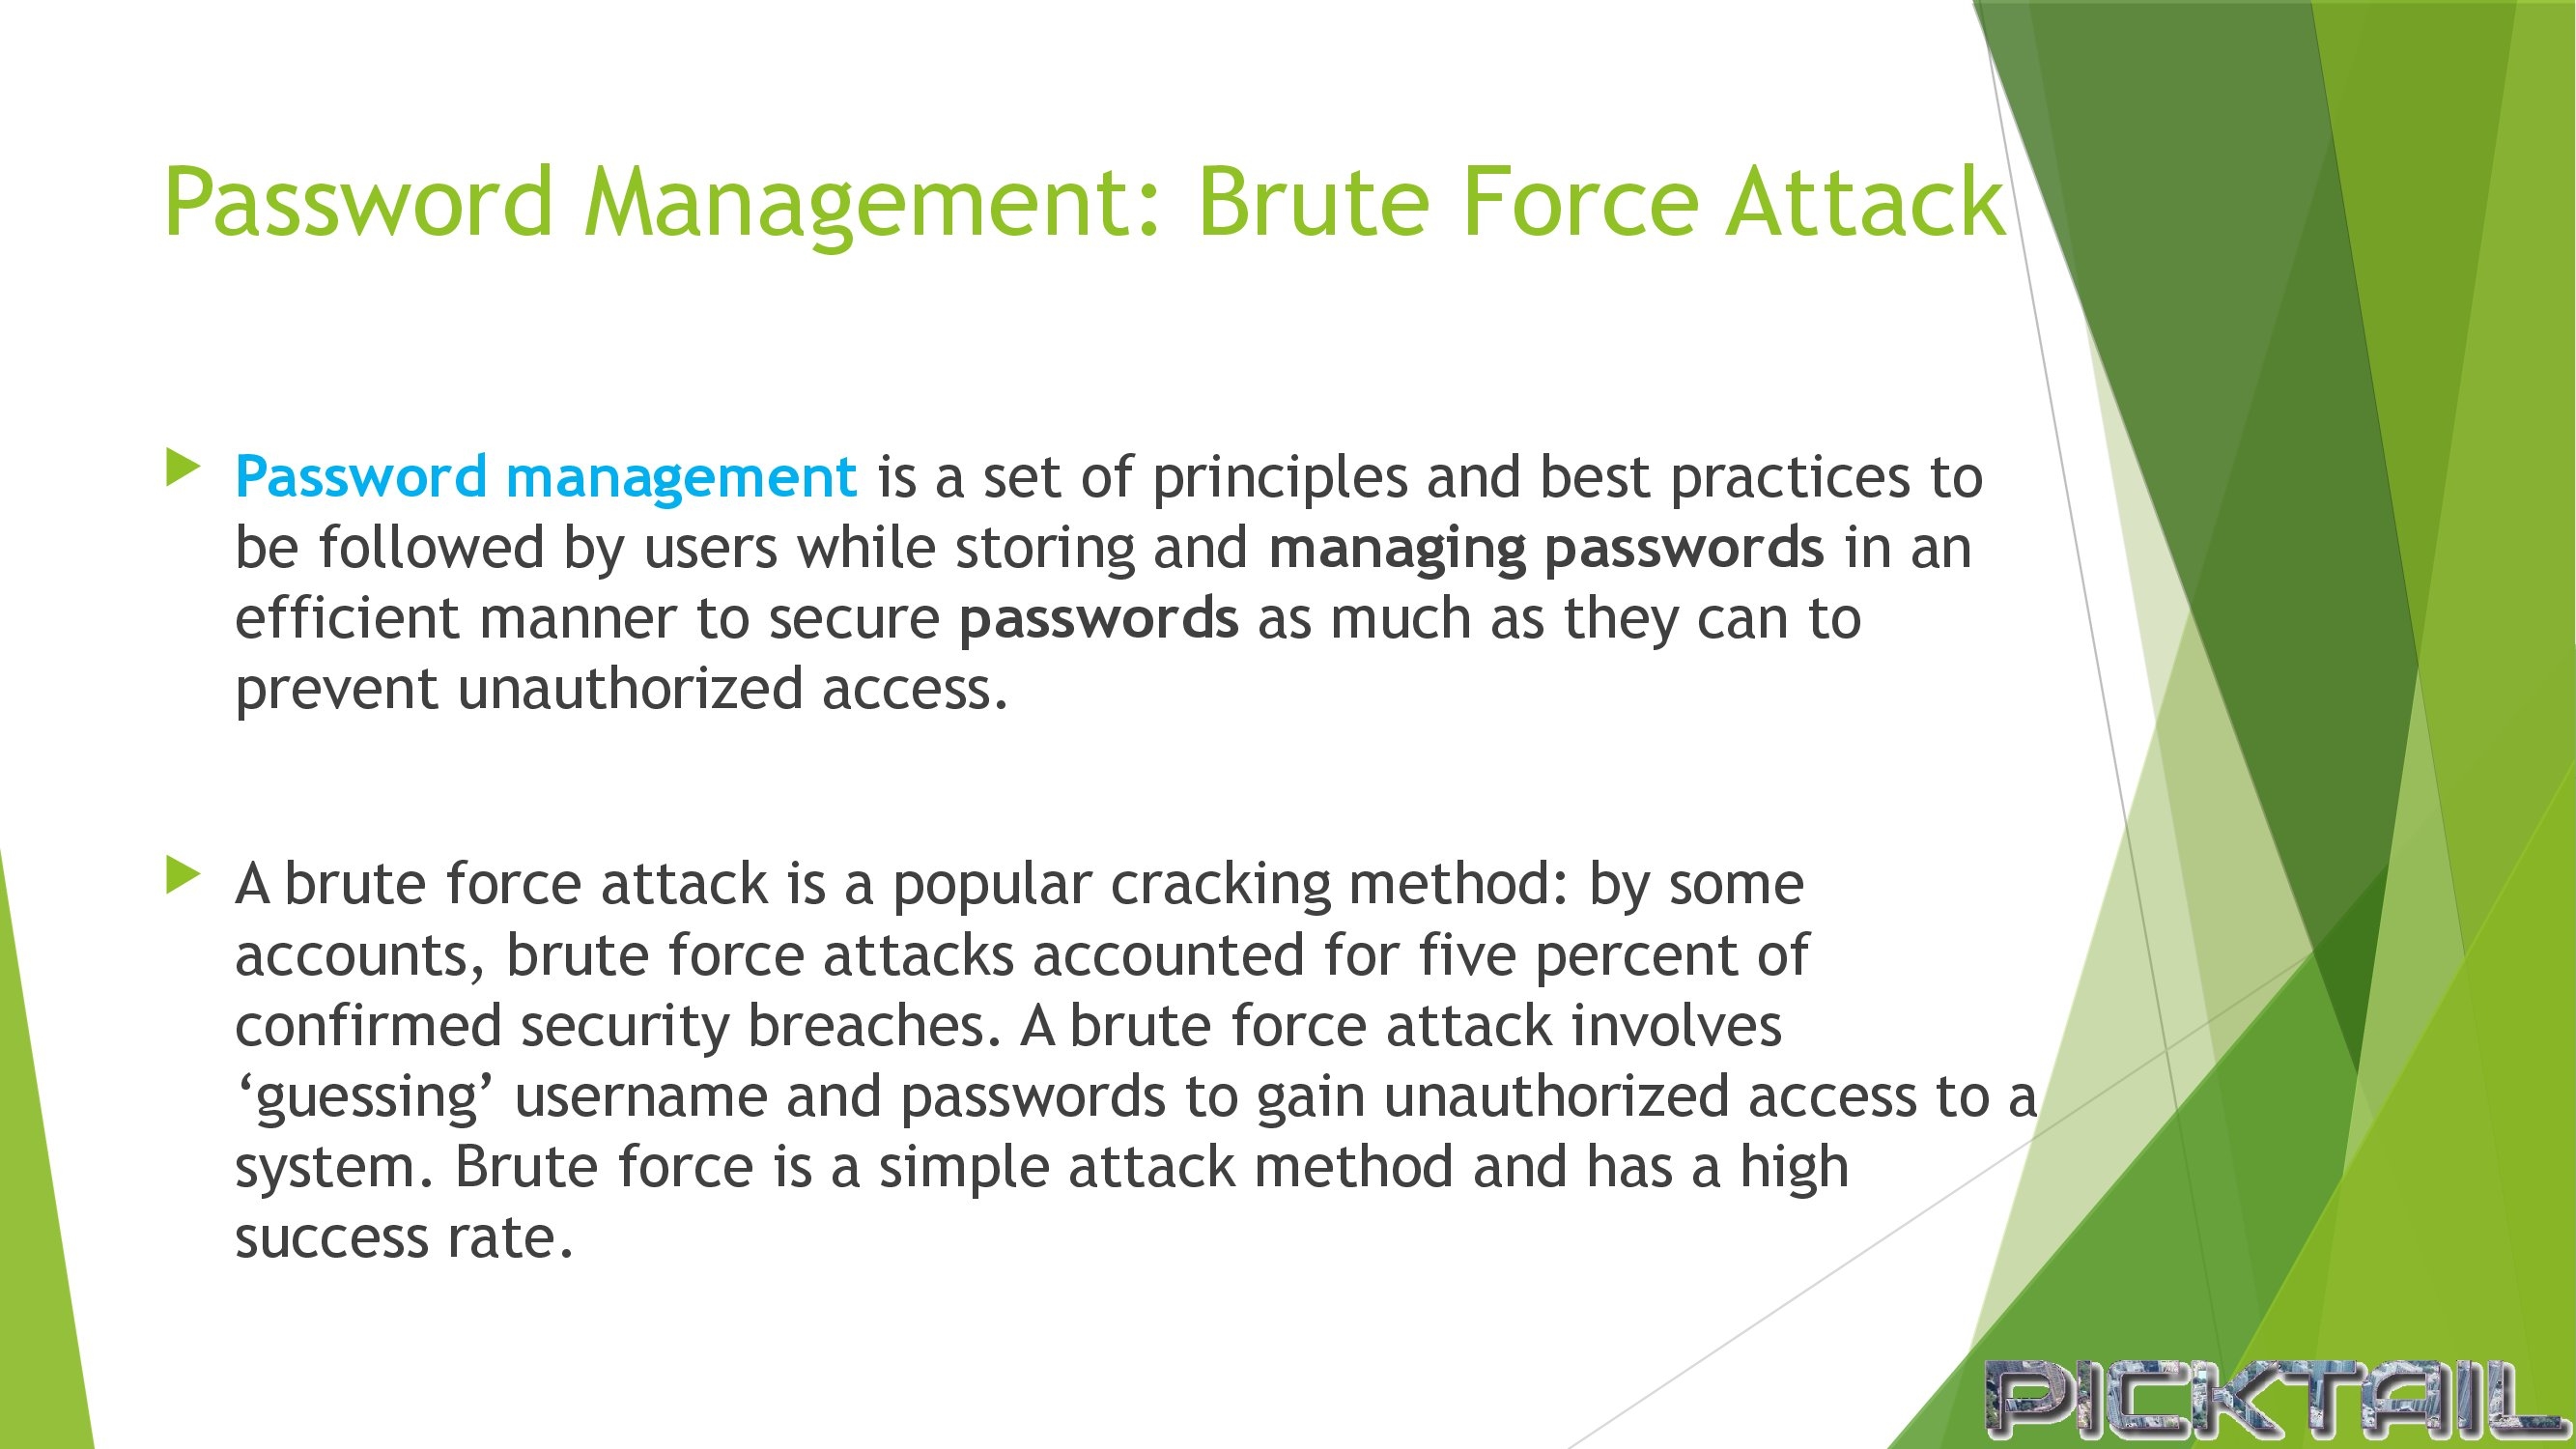 Password Management: Brute Force Attack
Password management is a set of principles and best practices to
be followed by users while storing and managing passwords in an
efficient manner to secure passwords as much as they can to
prevent unauthorized access.
A brute force attack is a popular cracking method: by some
accounts, brute force attacks accounted for five percent of
confirmed security breaches. A brute force attack involves
‘guessing’ username and passwords to gain unauthorized access to a
system. Brute force is a simple attack method and has a high
success rate.
PICKTAIL